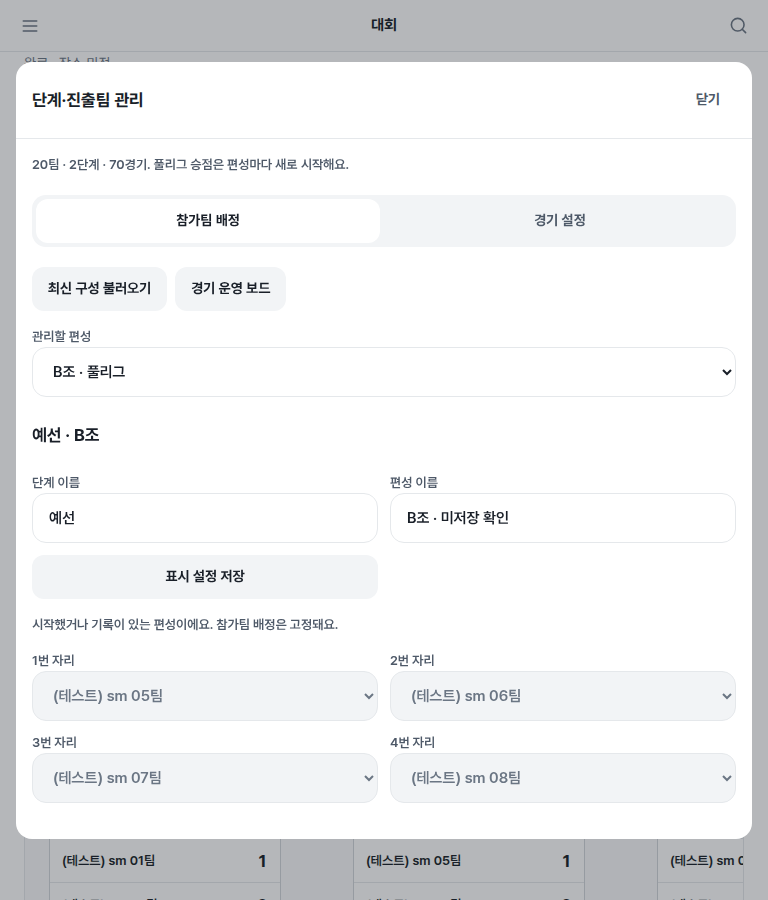 대회
단계·진출팀 관리
닫기
20팀 · 2단계 · 70경기. 풀리그 승점은 편성마다 새로 시작해요.
참가팀 배정
경기 설정
최신 구성 불러오기
경기 운영 보드
관리할 편성
B조 · 풀리그
예선 · B조
단계 이름
편성 이름
예선
B조 · 미저장 확인
표시 설정 저장
시작했거나 기록이 있는 편성이에요. 참가팀 배정은 고정돼요.
1번 자리
2번 자리
(테스트) sm 05팀
(테스트) sm 06팀
3번 자리
4번 자리
(테스트) sm 07팀
(테스트) sm 08팀
(테스트) sm 01팀 1
(테스트) sm 05팀 1
(테스트) sm